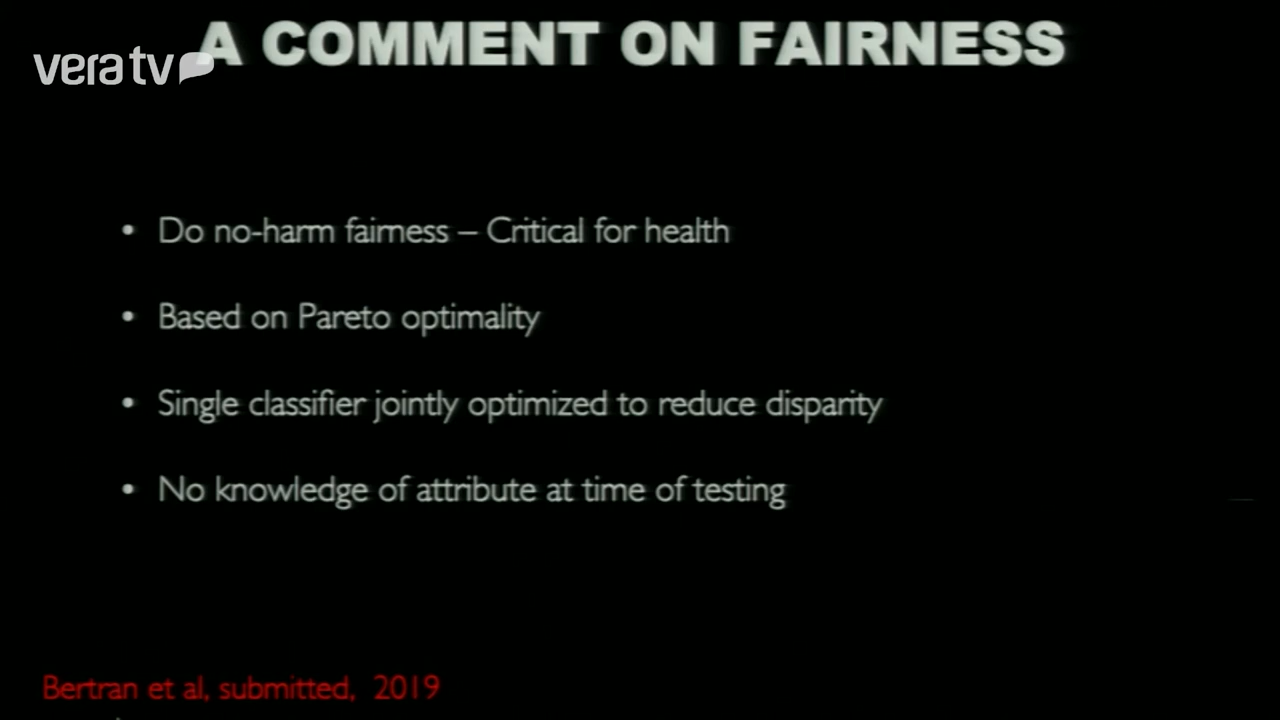 A COMMENT ON FAIRNESS
vera tv
• Do no-harm fairness – Critical for health
• Based on Pareto optimality
• Single classifier jointly optimized to reduce disparity
• No knowledge of attribute at time of testing
Bertran et al, submitted, 2019